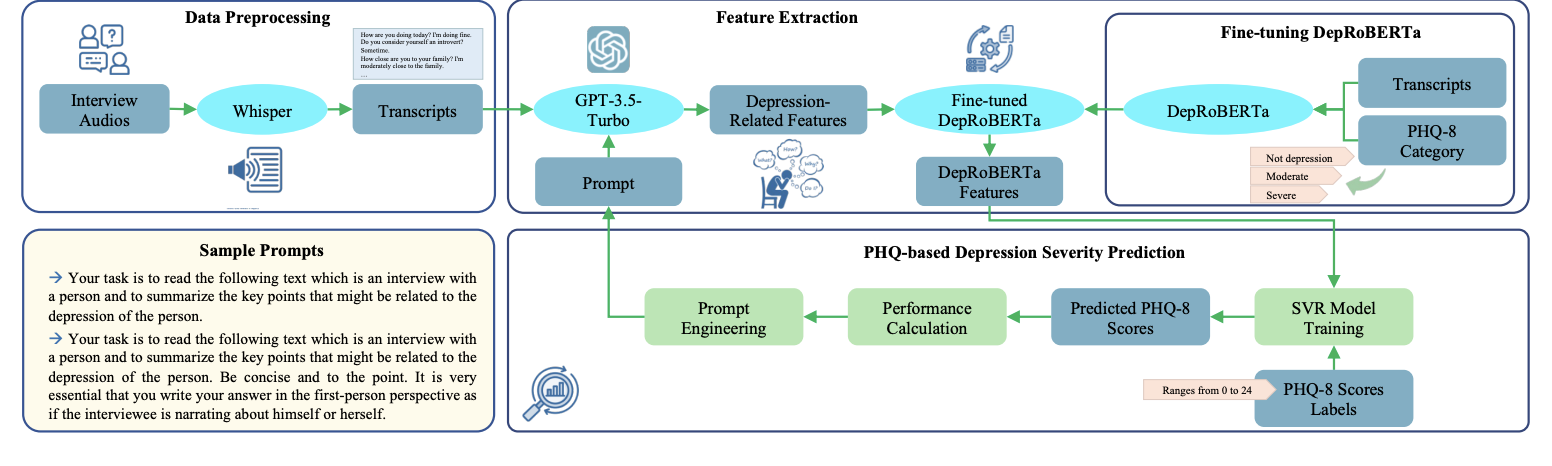 Data Preprocessing
How are you doing today? I'm doing fine.
Do you consider yourself an introvert?
Sometime.
How close are you to your family? I'm
moderately close to the family.
...
Interview
Audios
Whisper
Transcripts
Feature Extraction
GPT-3.5-
Turbo
Depression-
Related Features
Fine-tuned
DepRoBERTa
Prompt
What?
How?
Why?
DepRoBERTa
Features
Fine-tuning DepRoBERTa
DepRoBERTa
Transcripts
PHQ-8
Category
Not depression
Moderate
Severe
Sample Prompts
→ Your task is to read the following text which is an interview with
a person and to summarize the key points that might be related to the
depression of the person.
→ Your task is to read the following text which is an interview with
a person and to summarize the key points that might be related to the
depression of the person. Be concise and to the point. It is very
essential that you write your answer in the first-person perspective as
if the interviewee is narrating about himself or herself.
PHQ-based Depression Severity Prediction
Prompt
Engineering
Performance
Calculation
Predicted PHQ-8
Scores
SVR Model
Training
Ranges from 0 to 24
PHQ-8 Scores
Labels